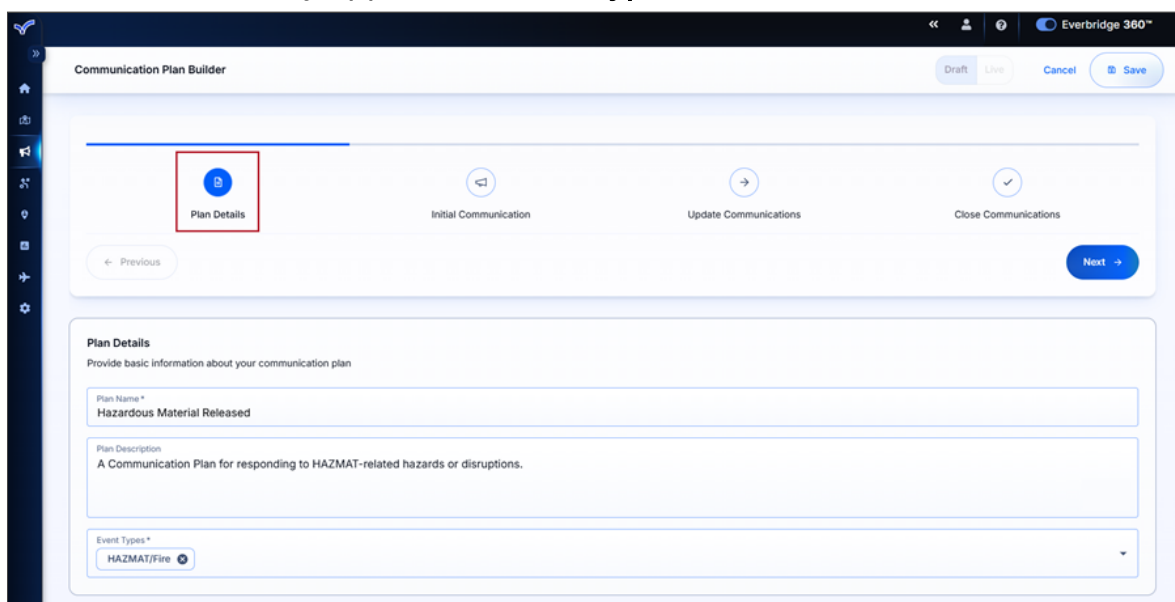 Everbridge 360™
Communication Plan Builder
Draft Live Cancel Save
Plan Details Initial Communication Update Communications Close Communications
← Previous Next →
Plan Details
Provide basic information about your communication plan
Plan Name *
Hazardous Material Released
Plan Description
A Communication Plan for responding to HAZMAT-related hazards or disruptions.
Event Types *
HAZMAT/Fire